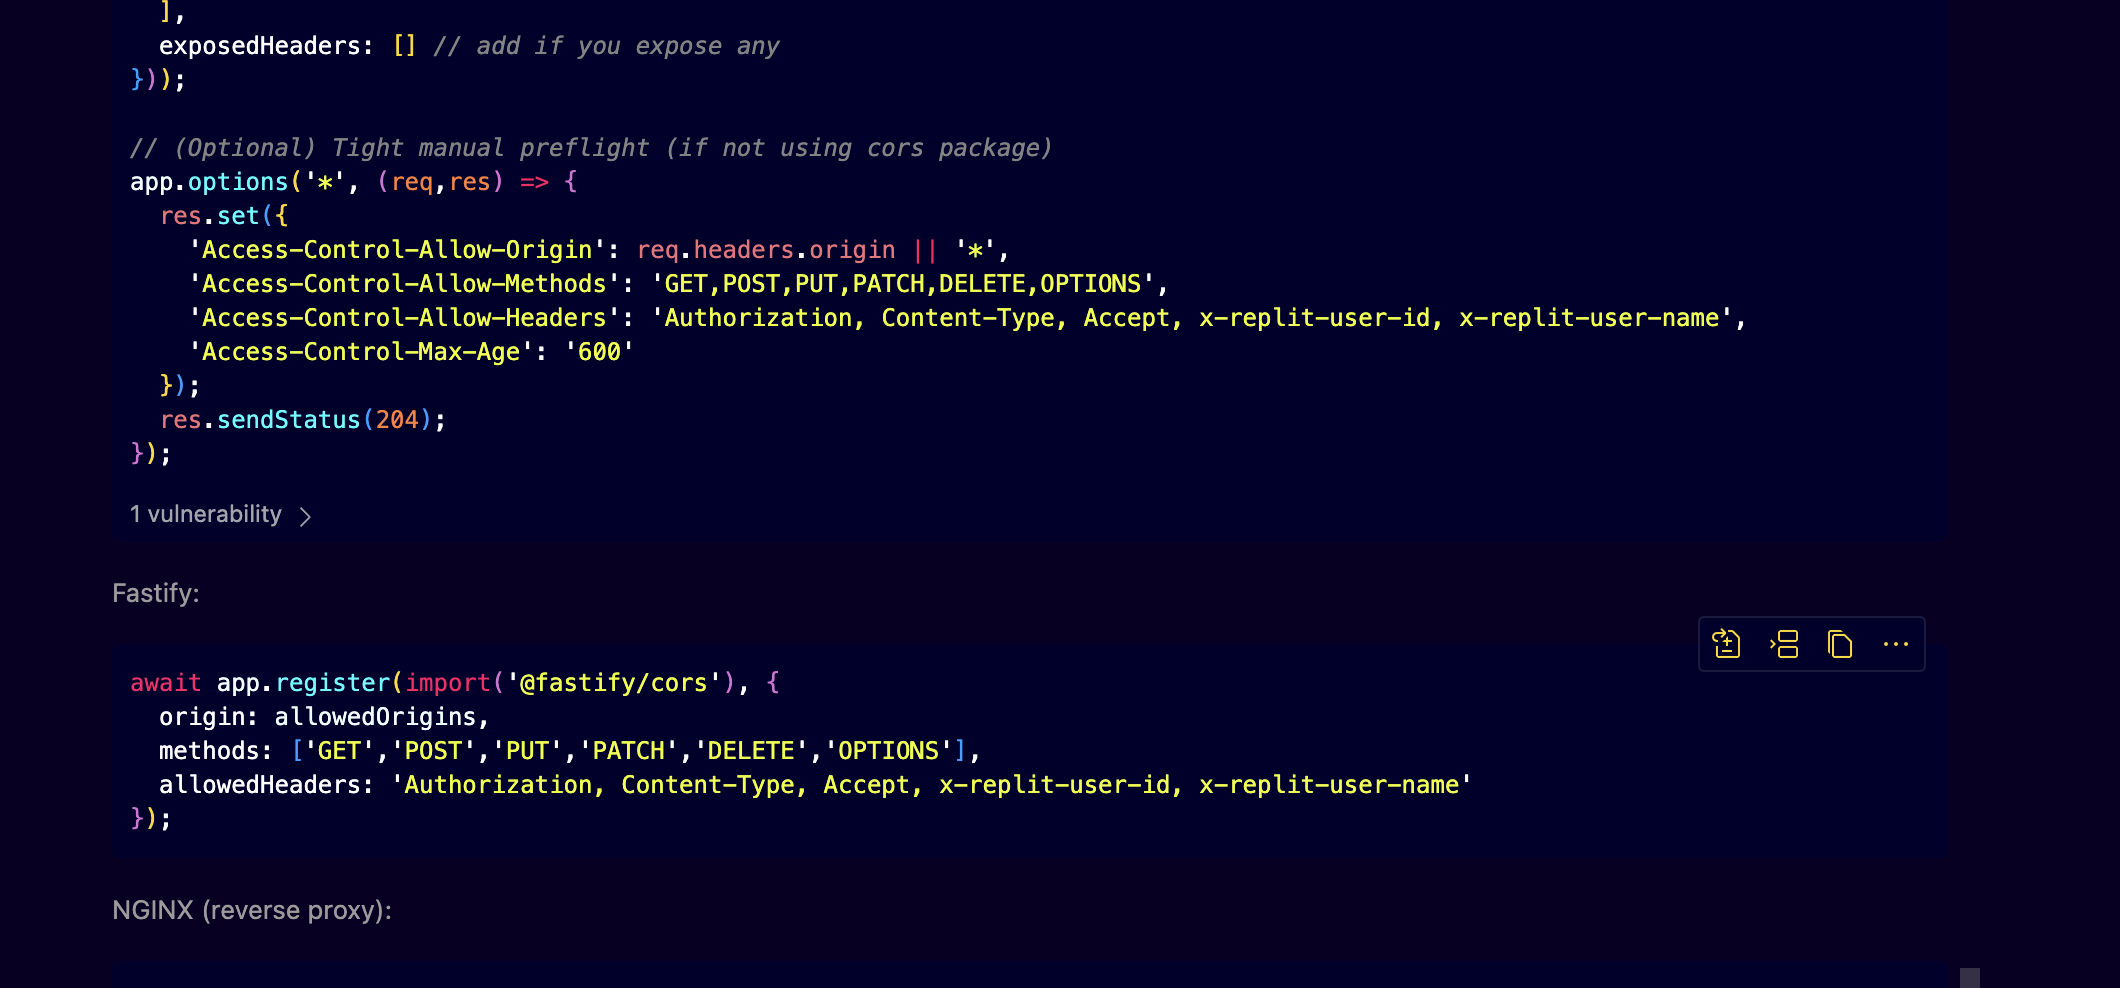 ],
exposedHeaders: [] // add if you expose any
}));
// (Optional) Tight manual preflight (if not using cors package)
app.options('*', (req,res) => {
res.set({
'Access-Control-Allow-Origin': req.headers.origin || '*',
'Access-Control-Allow-Methods': 'GET,POST,PUT,PATCH,DELETE,OPTIONS',
'Access-Control-Allow-Headers': 'Authorization, Content-Type, Accept, x-replit-user-id, x-replit-user-name',
'Access-Control-Max-Age': '600'
});
res.sendStatus(204);
});
1 vulnerability
Fastify:
await app.register(import('@fastify/cors'), {
origin: allowedOrigins,
methods: ['GET','POST','PUT','PATCH','DELETE','OPTIONS'],
allowedHeaders: 'Authorization, Content-Type, Accept, x-replit-user-id, x-replit-user-name'
});
NGINX (reverse proxy):